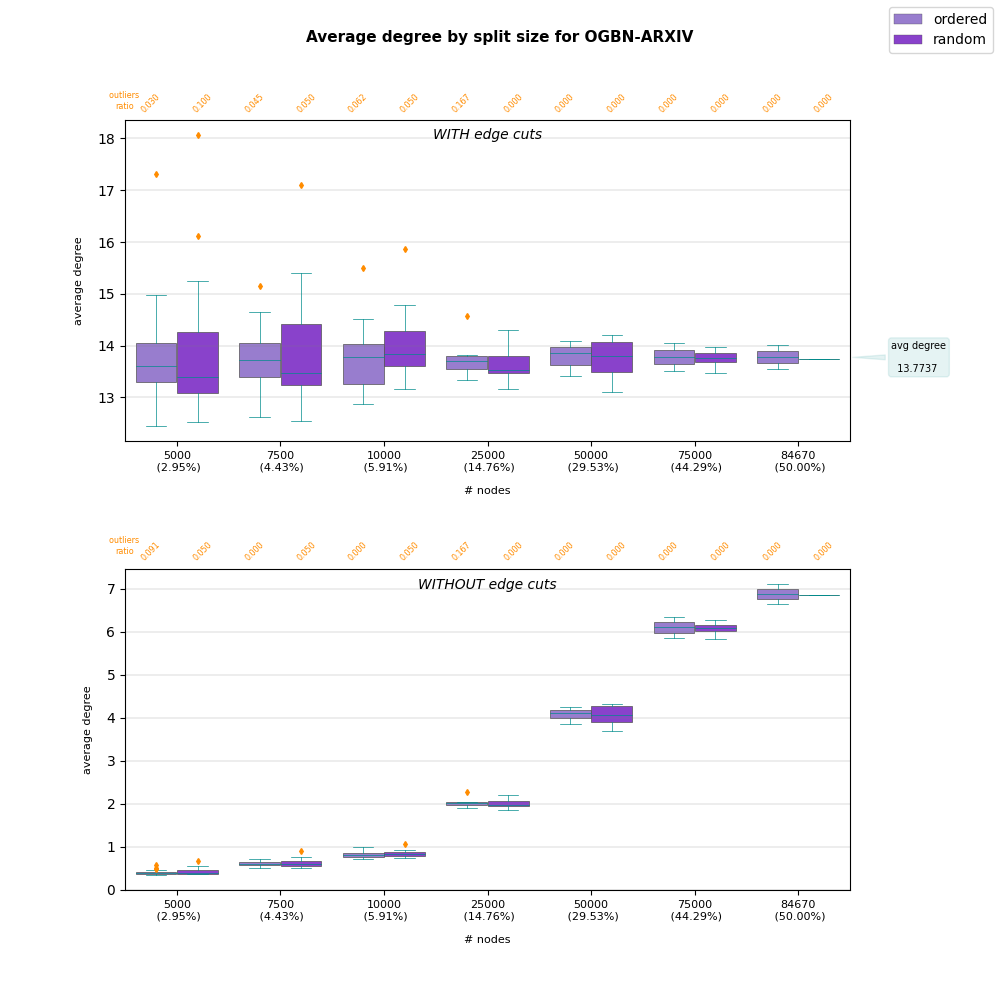 Average degree by split size for OGBN-ARXIV
ordered
random
outliers
ratio
0.030 0.100 0.045 0.050 0.062 0.050 0.167 0.000 0.000 0.000 0.000 0.000 0.000 0.000
WITH edge cuts
18
17
16
15
14
13
average degree
avg degree
13.7737
5000 7500 10000 25000 50000 75000 84670
(2.95%) (4.43%) (5.91%) (14.76%) (29.53%) (44.29%) (50.00%)
# nodes
outliers
ratio
0.091 0.050 0.000 0.050 0.000 0.050 0.167 0.000 0.000 0.000 0.000 0.000 0.000 0.000
WITHOUT edge cuts
7
6
5
4
3
2
1
0
average degree
5000 7500 10000 25000 50000 75000 84670
(2.95%) (4.43%) (5.91%) (14.76%) (29.53%) (44.29%) (50.00%)
# nodes